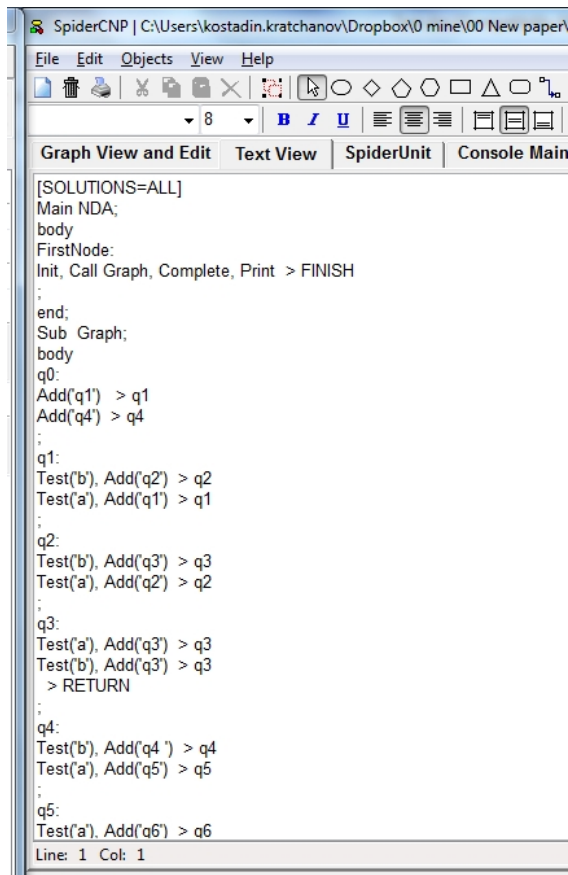 SpiderCNP | C:\Users\kostadin.kratchanov\Dropbox\0 mine\00 New paper\
File Edit Objects View Help
8 B I U
Graph View and Edit Text View SpiderUnit Console Main
[SOLUTIONS=ALL]
Main NDA;
body
FirstNode:
Init, Call Graph, Complete, Print > FINISH
;
end;
Sub Graph;
body
q0:
Add('q1') > q1
Add('q4') > q4
;
q1:
Test('b'), Add('q2') > q2
Test('a'), Add('q1') > q1
;
q2:
Test('b'), Add('q3') > q3
Test('a'), Add('q2') > q2
;
q3:
Test('a'), Add('q3') > q3
Test('b'), Add('q3') > q3
> RETURN
;
q4:
Test('b'), Add('q4 ') > q4
Test('a'), Add('q5') > q5
;
q5:
Test('a'), Add('q6') > q6
Line: 1 Col: 1